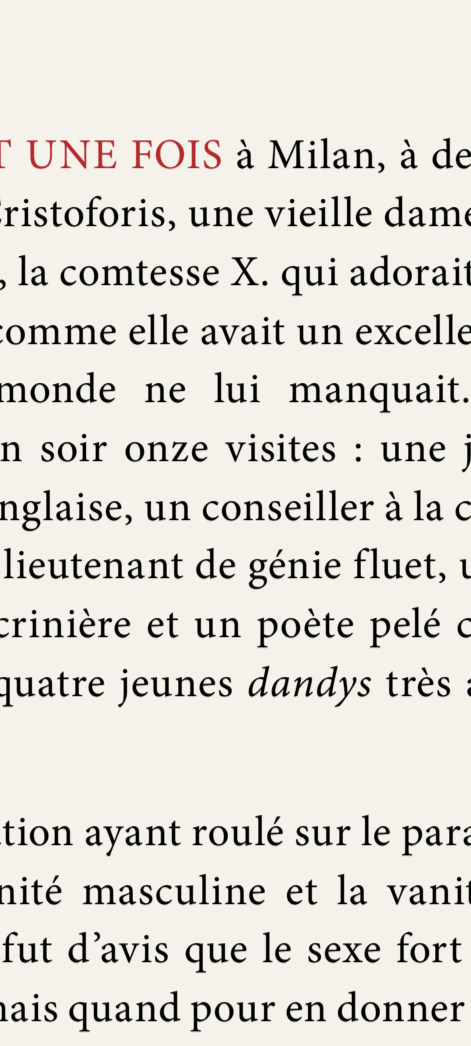 T UNE FOIS à Milan, à de
Cristoforis, une vieille dame
, la comtesse X. qui adorait
comme elle avait un excelle
monde ne lui manquait.
n soir onze visites : une j
nglaise, un conseiller à la c
lieutenant de génie fluet, u
crinière et un poète pelé c
quatre jeunes dandys très a
ation ayant roulé sur le para
nité masculine et la vanit
fut d’avis que le sexe fort
mais quand pour en donner